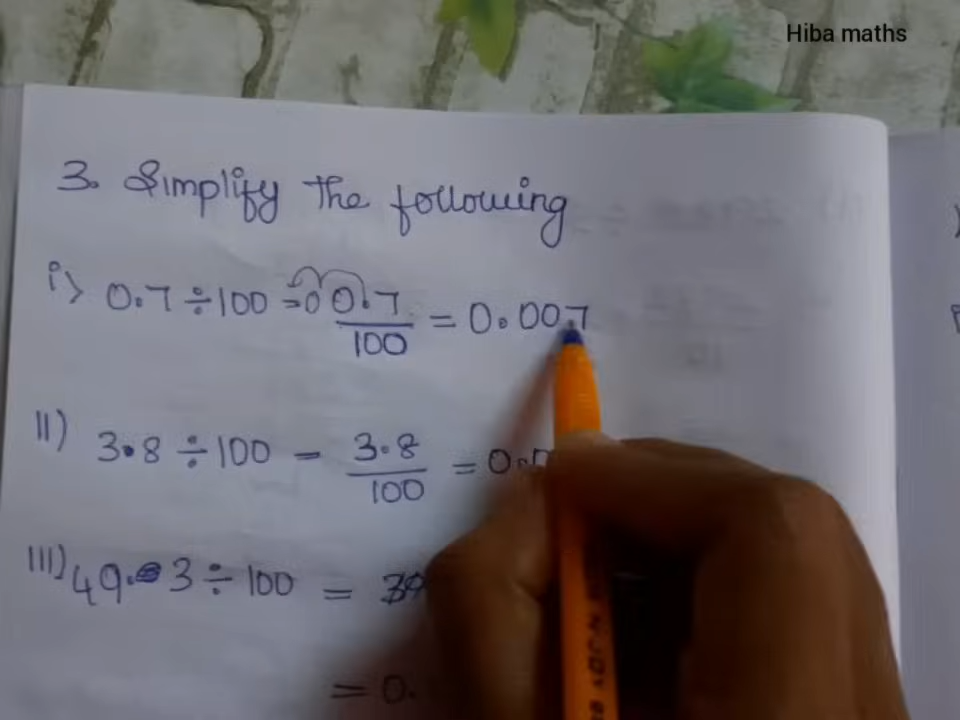 Hiba maths
3. Simplify the following
i) 0.7 ÷ 100 = 0 0.7 / 100 = 0.007
II) 3.8 ÷ 100 = 3.8 / 100 = 0.0
III) 49.3 ÷ 100 =
= 0.